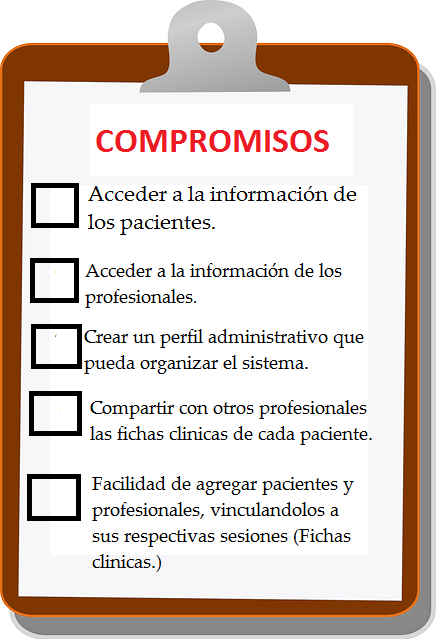 COMPROMISOS
Acceder a la información de
los pacientes.
Acceder a la información de los
profesionales.
Crear un perfil administrativo que
pueda organizar el sistema.
Compartir con otros profesionales
las fichas clinicas de cada paciente.
Facilidad de agregar pacientes y
profesionales, vinculandolos a
sus respectivas sesiones (Fichas
clinicas.)